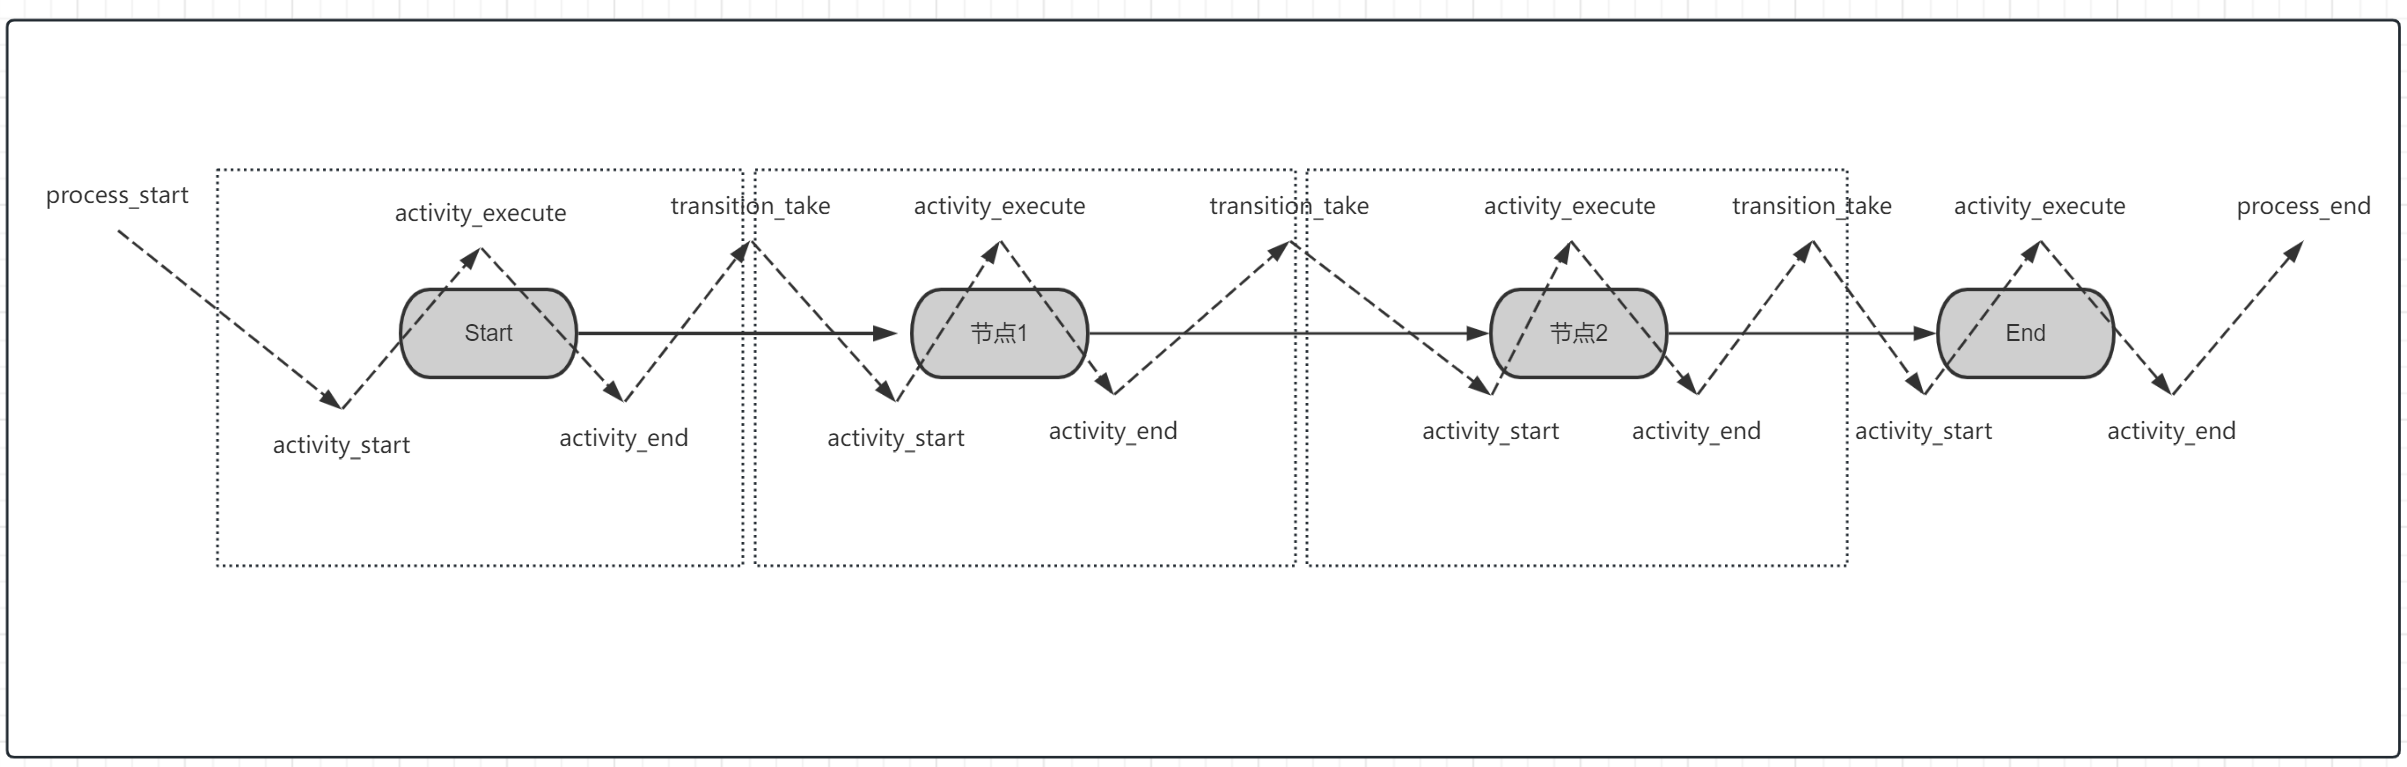 process_start
activity_execute
transition_take
activity_execute
transition_take
activity_execute
transition_take
activity_execute
process_end
Start
节点1
节点2
End
activity_start
activity_end
activity_start
activity_end
activity_start
activity_end
activity_start
activity_end